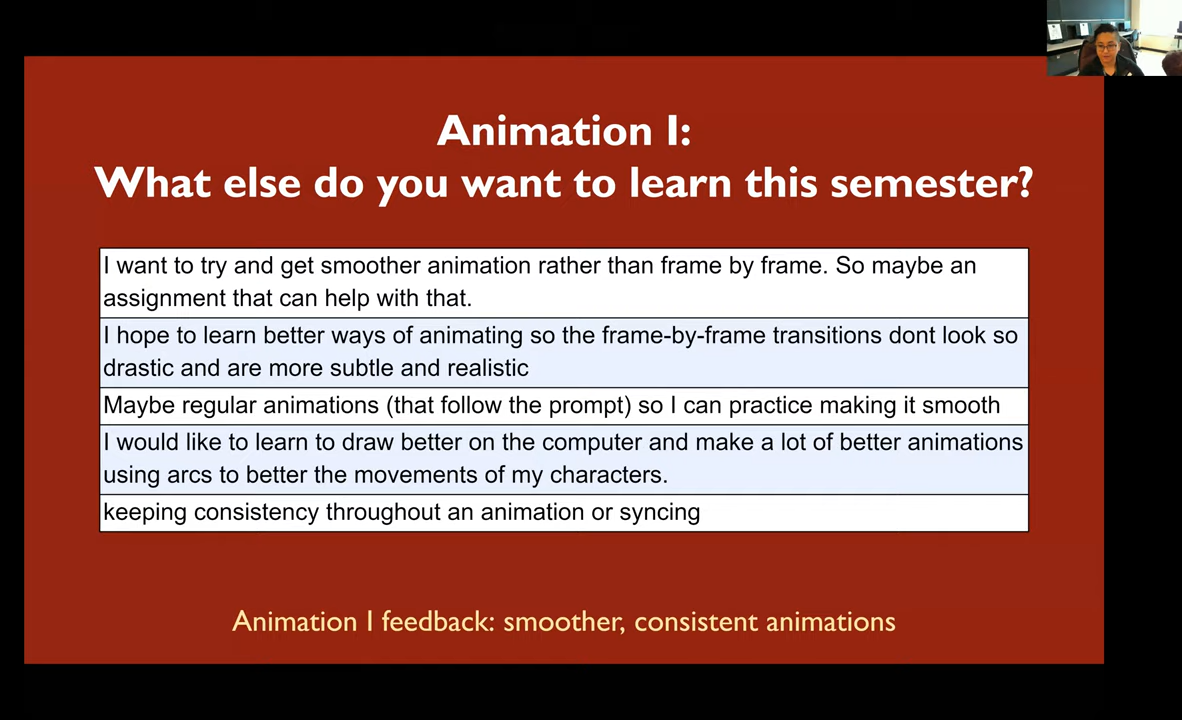 Animation I:
What else do you want to learn this semester?
I want to try and get smoother animation rather than frame by frame. So maybe an
assignment that can help with that.
I hope to learn better ways of animating so the frame-by-frame transitions dont look so
drastic and are more subtle and realistic
Maybe regular animations (that follow the prompt) so I can practice making it smooth
I would like to learn to draw better on the computer and make a lot of better animations
using arcs to better the movements of my characters.
keeping consistency throughout an animation or syncing
Animation I feedback: smoother, consistent animations